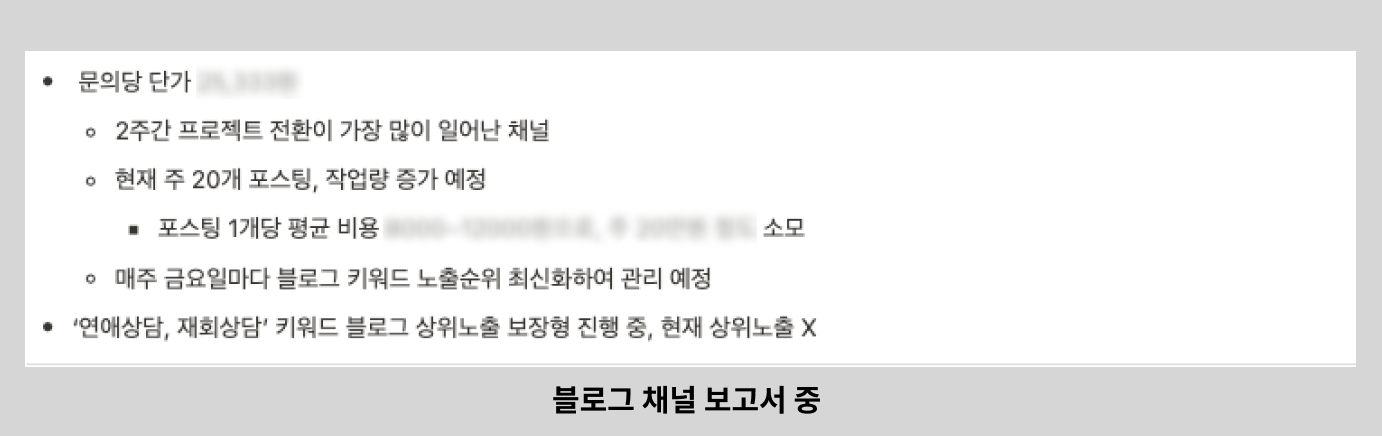 문의당 단가
2주간 프로젝트 전환이 가장 많이 일어난 채널
현재 주 20개 포스팅, 작업량 증가 예정
포스팅 1개당 평균 비용 소모
매주 금요일마다 블로그 키워드 노출순위 최신화하여 관리 예정
‘연애상담, 재회상담’ 키워드 블로그 상위노출 보장형 진행 중, 현재 상위노출 X
블로그 채널 보고서 중